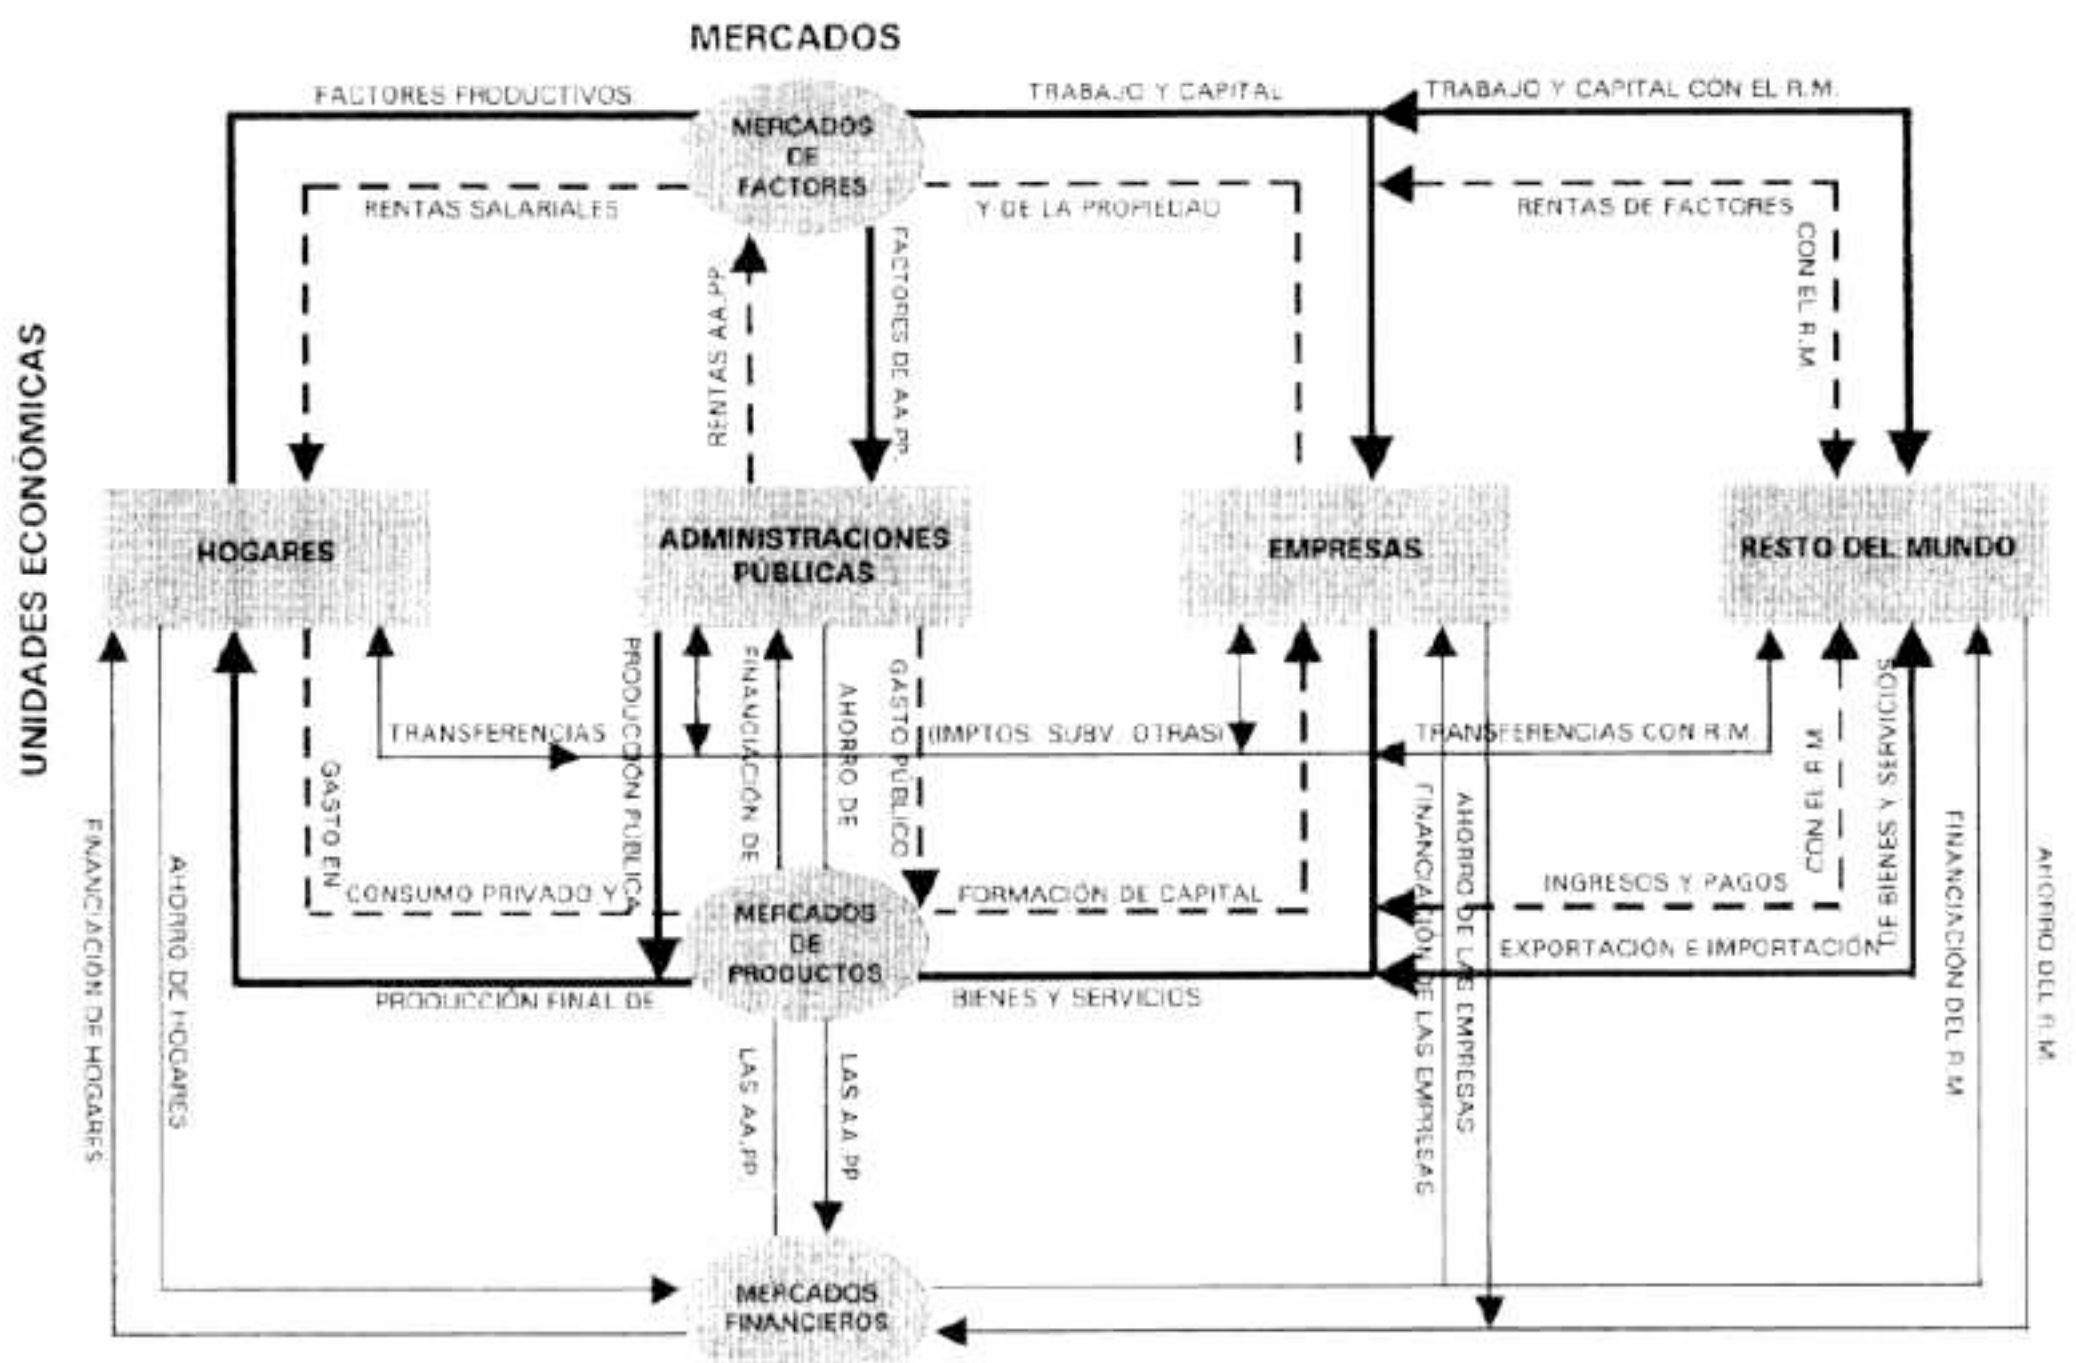 MERCADOS
FACTORES PRODUCTIVOS
TRABAJO Y CAPITAL
TRABAJO Y CAPITAL CON EL R.M.
MERCADOS
DE
FACTORES
RENTAS SALARIALES
Y DE LA PROPIEDAD
RENTAS DE FACTORES
CON EL R.M
RENTAS AA.PP.
FACTORES DE AA.PP.
UNIDADES ECONÓMICAS
HOGARES
ADMINISTRACIONES
PÚBLICAS
EMPRESAS
RESTO DEL MUNDO
TRANSFERENCIAS
(IMPTOS. SUBV. OTRAS)
TRANSFERENCIAS CON R.M.
PRODUCCIÓN PÚBLICA
FINANCIACIÓN DE
AHORRO DE
GASTO PÚBLICO
GASTO EN
CONSUMO PRIVADO Y
FORMACIÓN DE CAPITAL
INGRESOS Y PAGOS
CON EL R.M
DE BIENES Y SERVICIOS
MERCADOS
DE
PRODUCTOS
EXPORTACIÓN E IMPORTACIÓN
PRODUCCIÓN FINAL DE
BIENES Y SERVICIOS
FINANCIACIÓN DE HOGARES
AHORRO DE HOGARES
LAS AA.PP
LAS AA.PP
FINANCIACIÓN DE LAS EMPRESAS
AHORRO DE LAS EMPRESAS
FINANCIACIÓN DEL R.M
AHORRO DEL R.M.
MERCADOS
FINANCIEROS